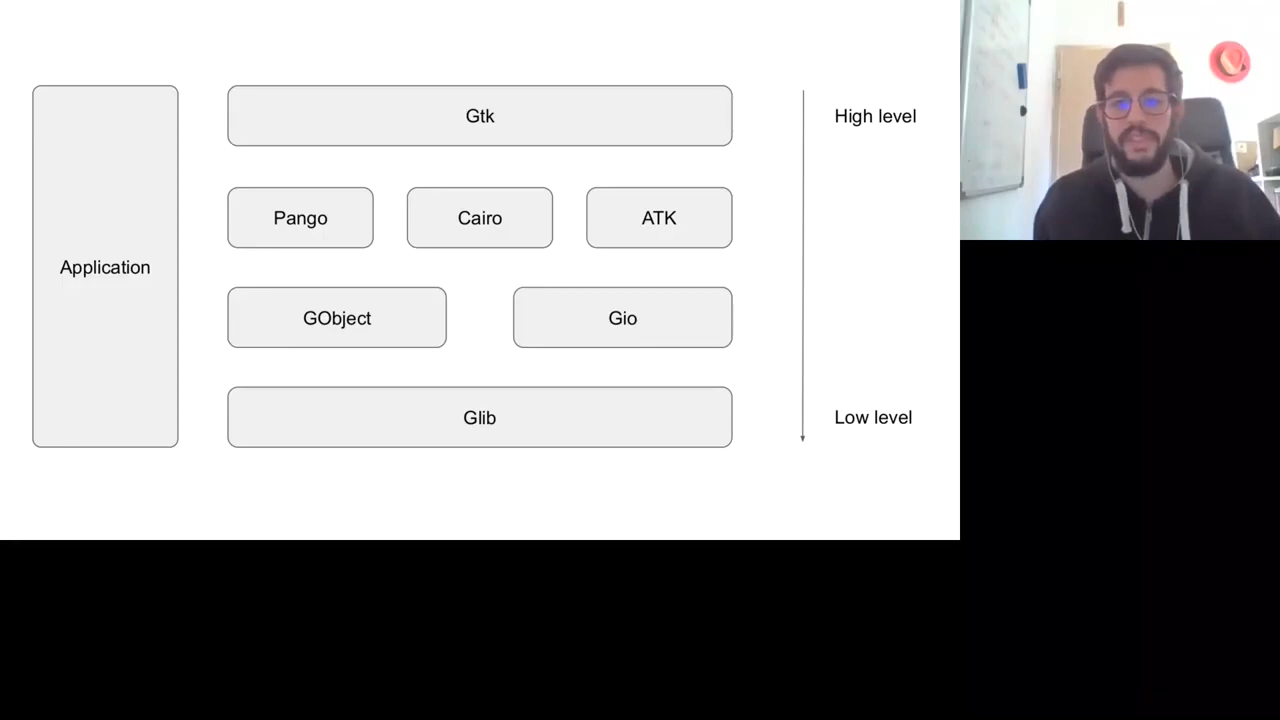 Application
Gtk
High level
Pango
Cairo
ATK
GObject
Gio
Glib
Low level